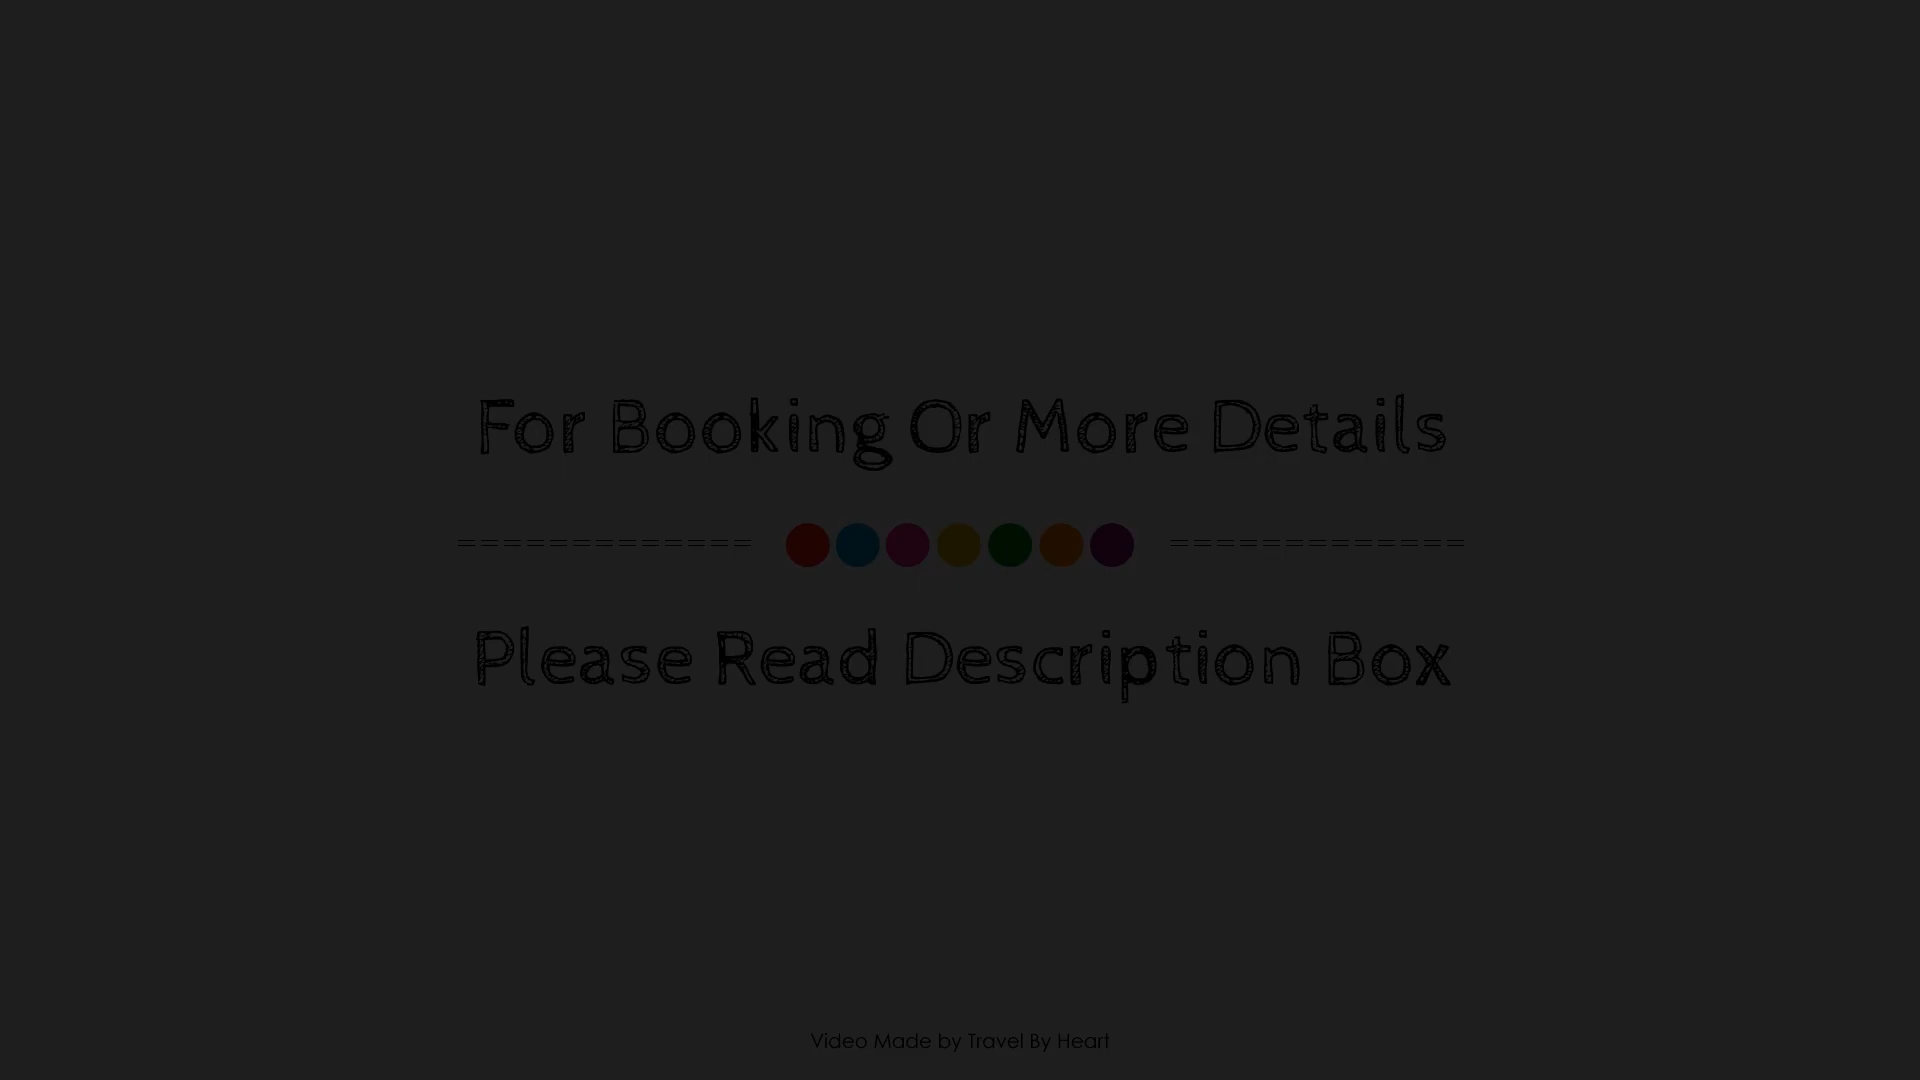 For Booking Or More Details
============= =============
Please Read Description Box
Video Made by Travel By Heart